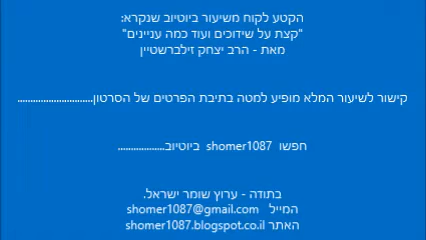 הקטע לקוח משיעור ביוטיוב שנקרא:
"קצת על שידוכים ועוד כמה עניינים"
מאת - הרב יצחק זילברשטיין
קישור לשיעור המלא מופיע למטה בתיבת הפרטים של הסרטון..............................
חפשו shomer1087 ביוטיוב..................
בתודה - ערוץ שומר ישראל.
המייל shomer1087@gmail.com
האתר shomer1087.blogspot.co.il